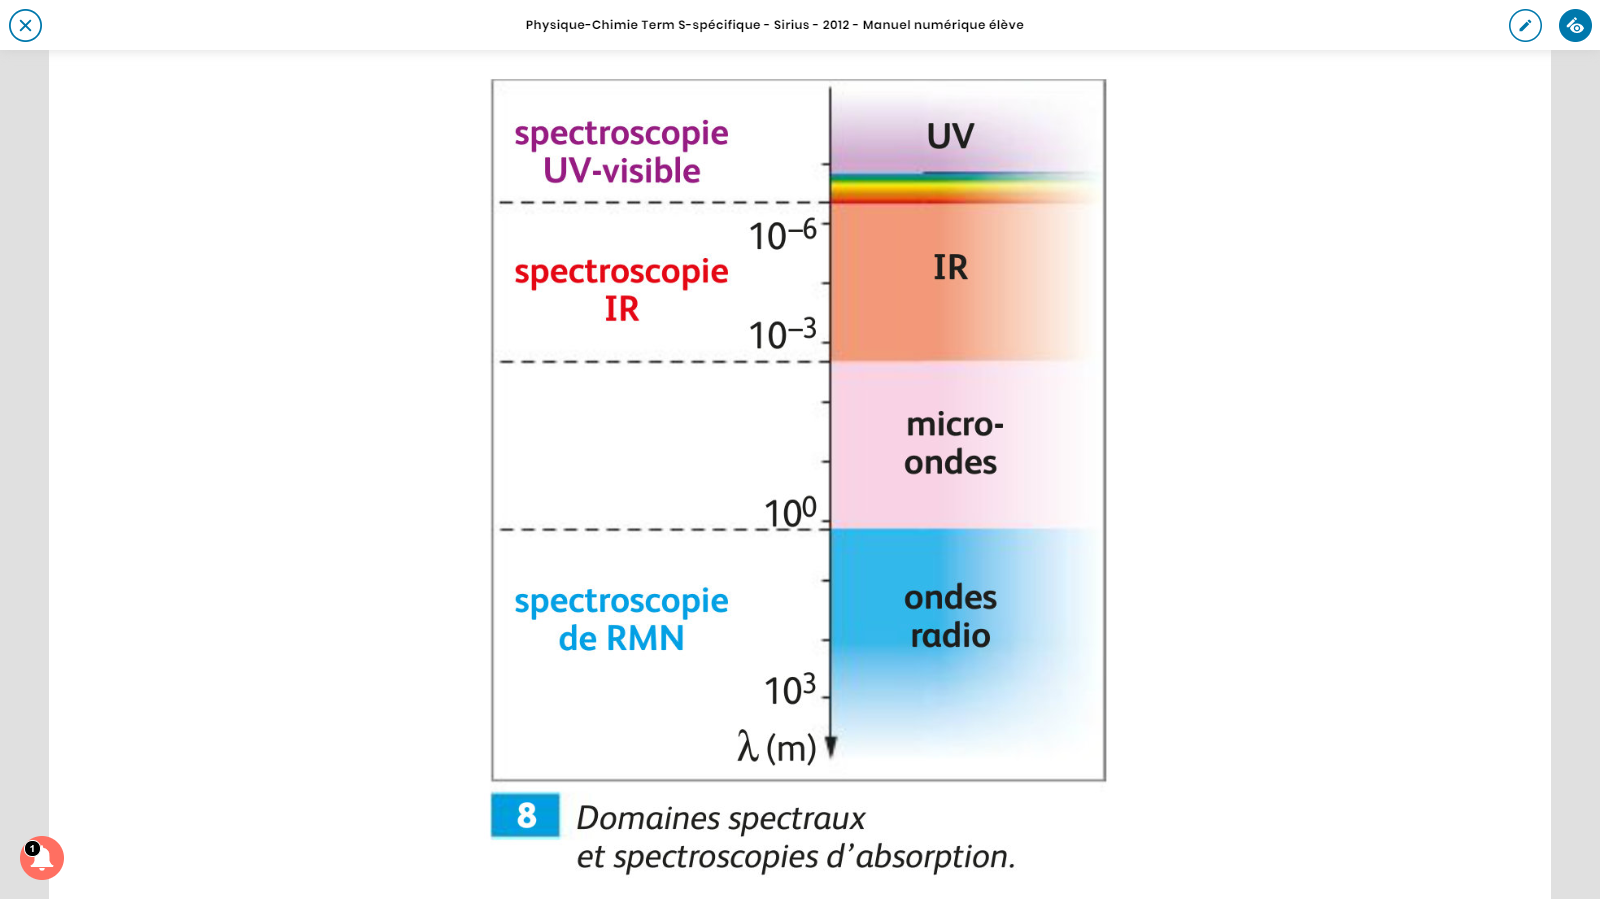 Physique-Chimie Term S-spécifique - Sirius - 2012 - Manuel numérique élève
spectroscopie
UV-visible
UV
10–6
spectroscopie
IR
IR
10–3
micro-
ondes
100
spectroscopie
de RMN
ondes
radio
103
λ (m)
8 Domaines spectraux
et spectroscopies d’absorption.
1